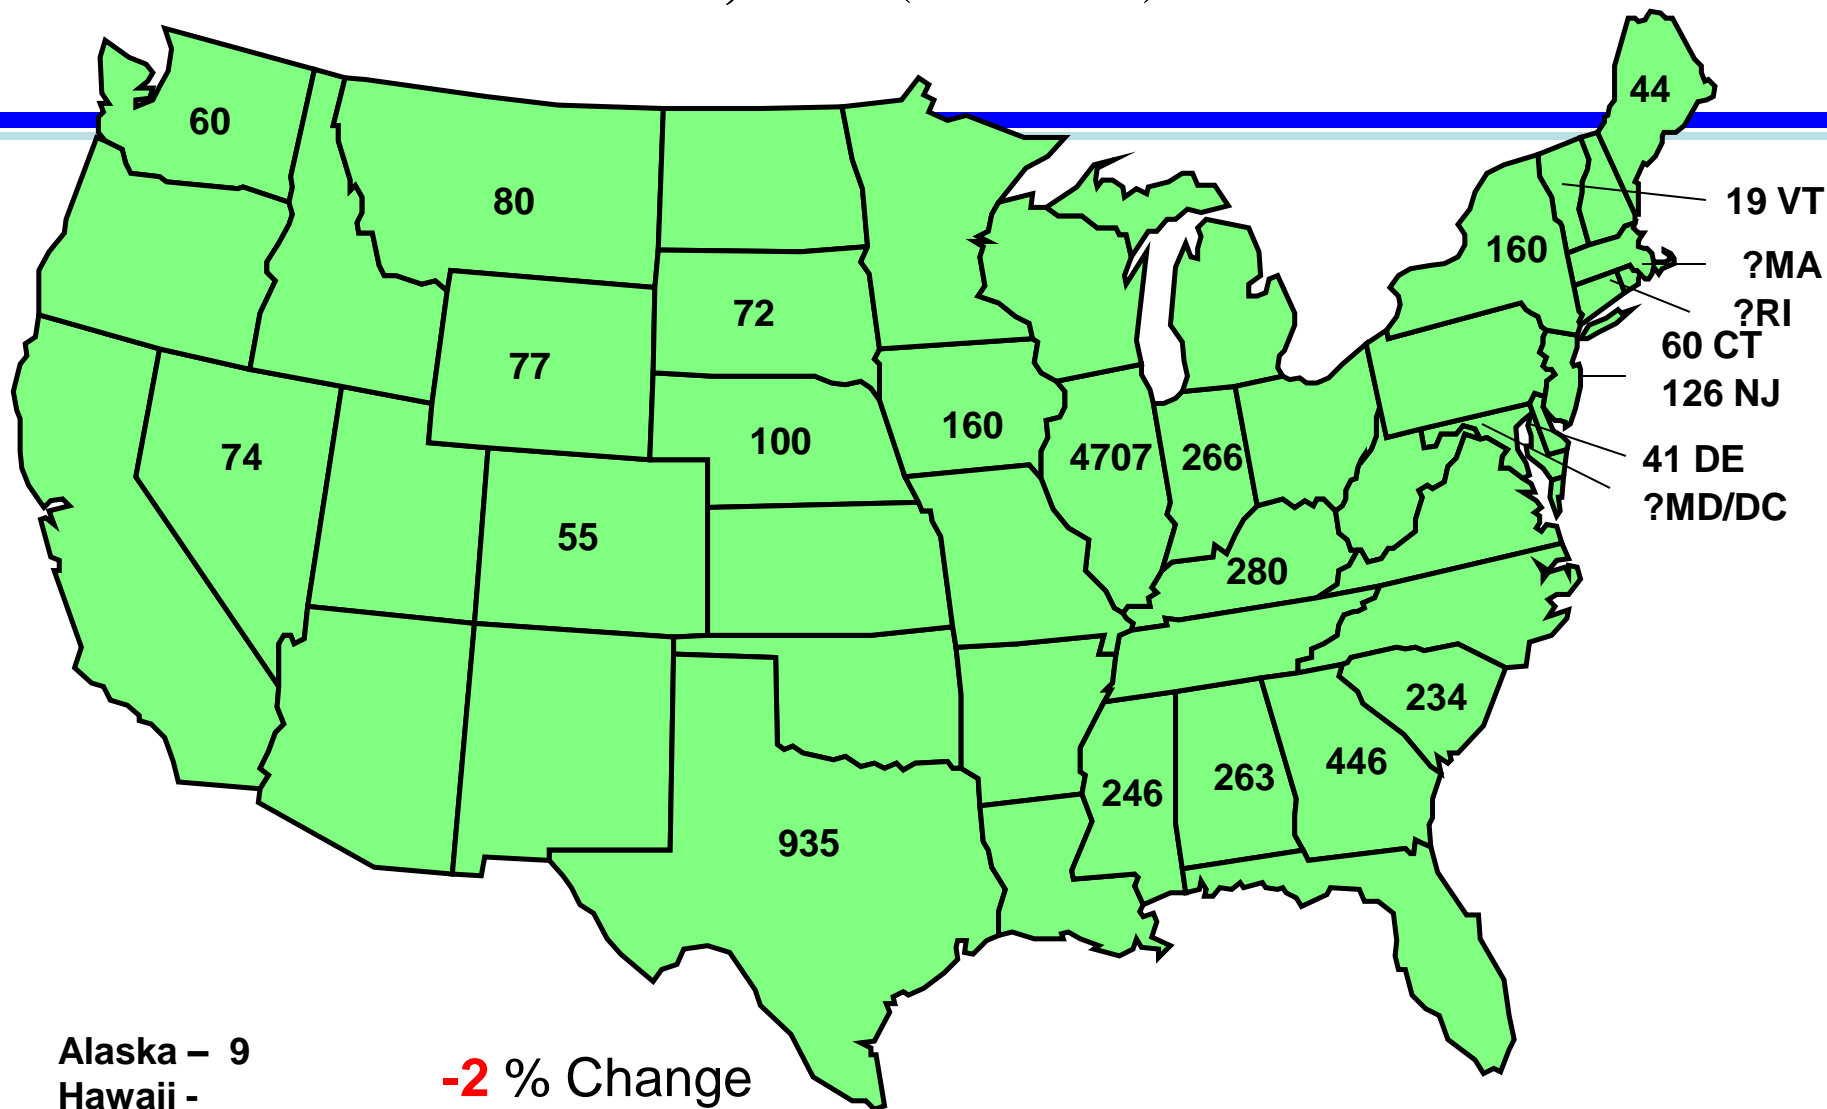 44
60
80
19 VT
160
?MA
72
?RI
60 CT
77
126 NJ
160
100
74
4707
266
41 DE
?MD/DC
55
280
234
446
263
246
935
Alaska – 9
-2 % Change
Hawaii -